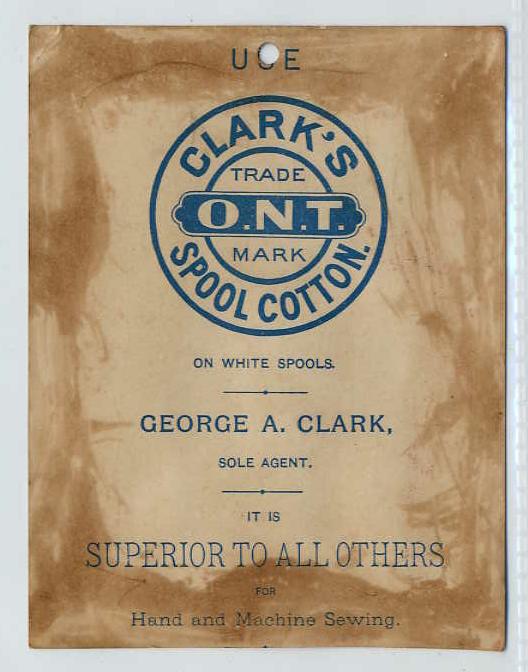 USE
CLARK'S
TRADE
O.N.T.
MARK
SPOOL COTTON.
ON WHITE SPOOLS.
GEORGE A. CLARK,
SOLE AGENT.
IT IS
SUPERIOR TO ALL OTHERS
FOR
Hand and Machine Sewing.